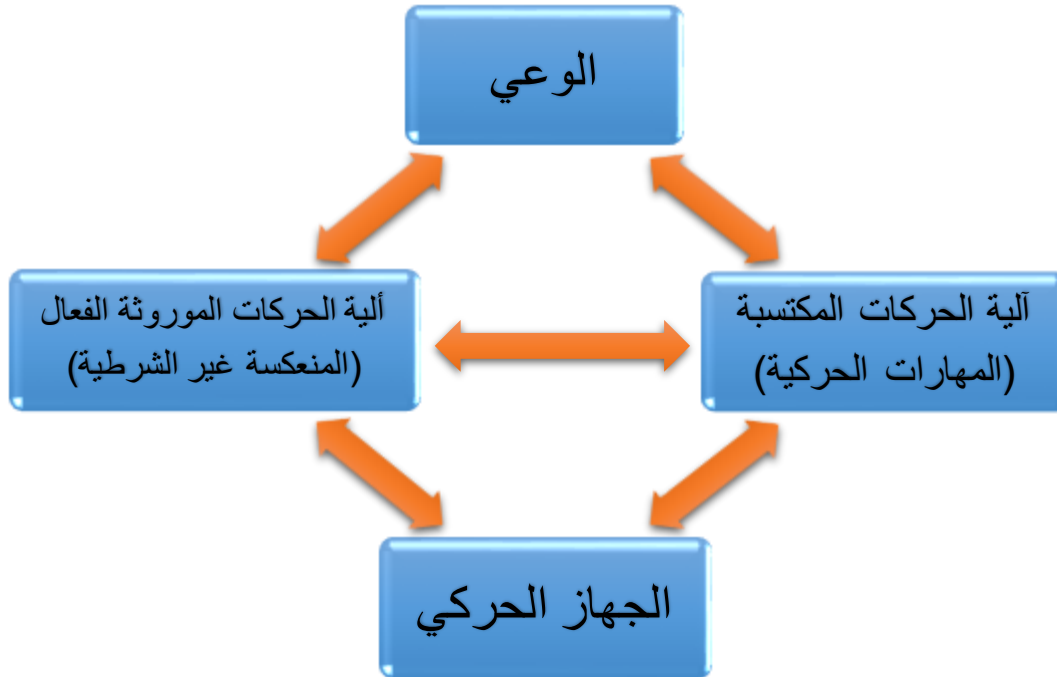 الوعي
آلية الحركات المكتسبة
(المهارات الحركية)
ألية الحركات الموروثة الفعال
(المنعكسة غير الشرطية)
الجهاز الحركي